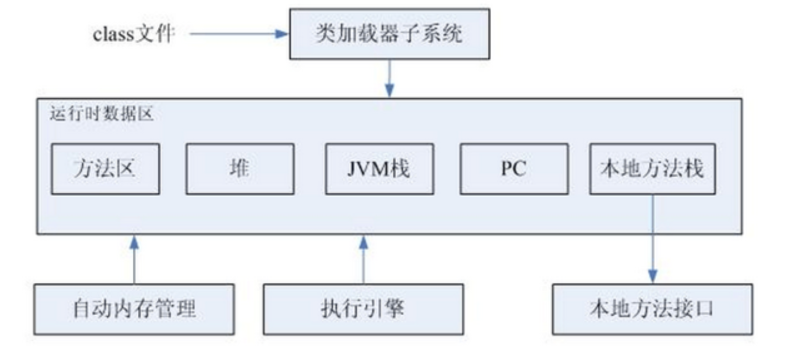 class文件
类加载器子系统
运行时数据区
方法区
堆
JVM栈
PC
本地方法栈
自动内存管理
执行引擎
本地方法接口